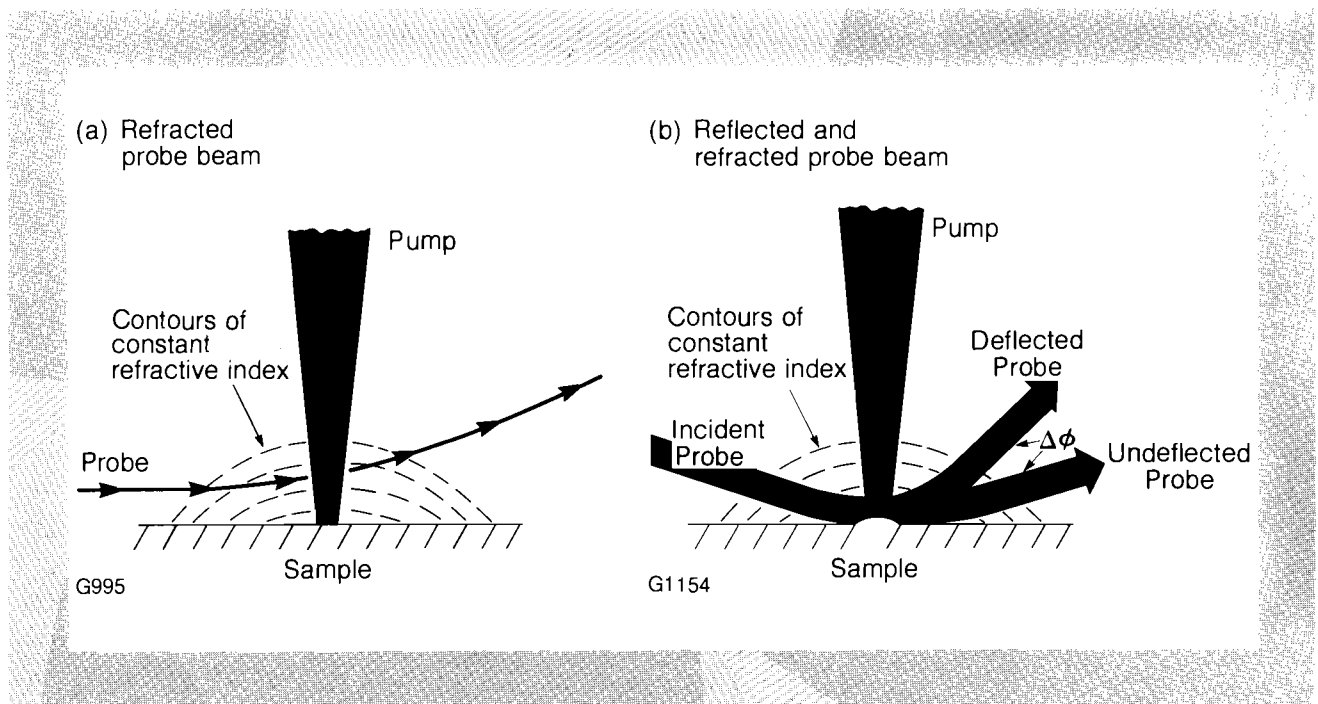 (a) Refracted
probe beam
Pump
Contours of
constant
refractive index
Probe
Sample
G995
(b) Reflected and
refracted probe beam
Pump
Contours of
constant
refractive index
Deflected
Probe
Incident
Probe
Δϕ
Undeflected
Probe
Sample
G1154